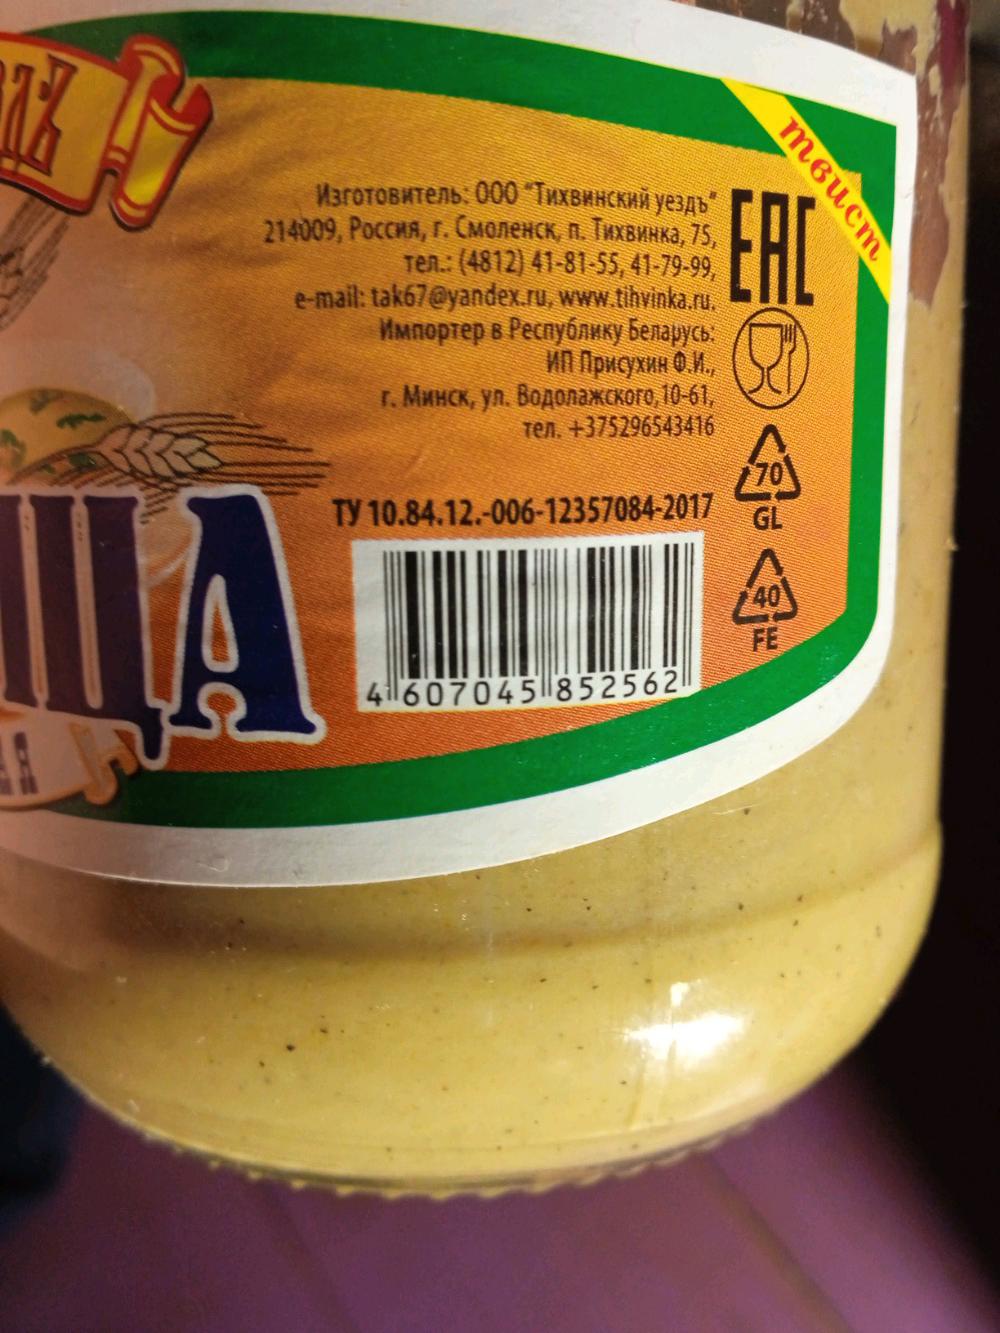 твист
Изготовитель: ООО "Тихвинский уездъ"
214009, Россия, г. Смоленск, п. Тихвинка, 75,
тел.: (4812) 41-81-55, 41-79-99,
e-mail: tak67@yandex.ru, www.tihvinka.ru.
Импортер в Республику Беларусь:
ИП Присухин Ф.И.,
г. Минск, ул. Водолажского,10-61,
тел. +375296543416
EAC
70
GL
ТУ 10.84.12.-006-12357084-2017
40
FE
4 607045 852562